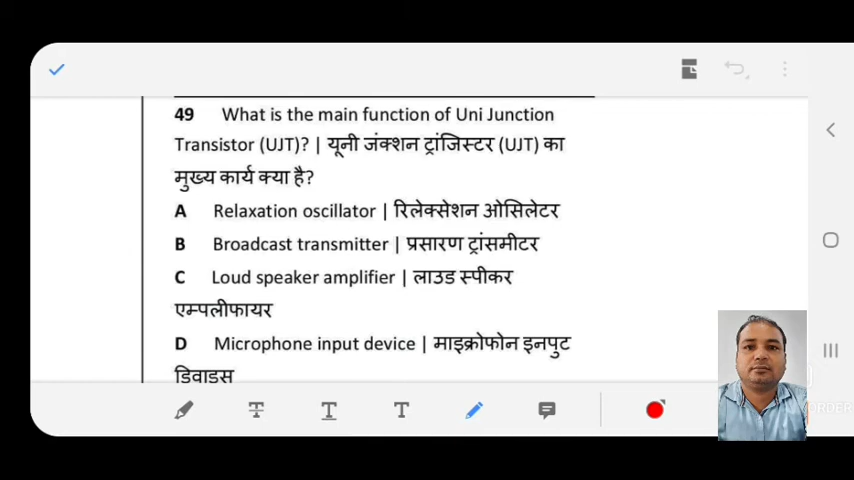 49 What is the main function of Uni Junction
Transistor (UJT)? | यूनी जंक्शन ट्रांजिस्टर (UJT) का
मुख्य कार्य क्या है?
A Relaxation oscillator | रिलेक्सेशन ओसिलेटर
B Broadcast transmitter | प्रसारण ट्रांसमीटर
C Loud speaker amplifier | लाउड स्पीकर
एम्पलीफायर
D Microphone input device | माइक्रोफोन इनपुट
डिवाइस